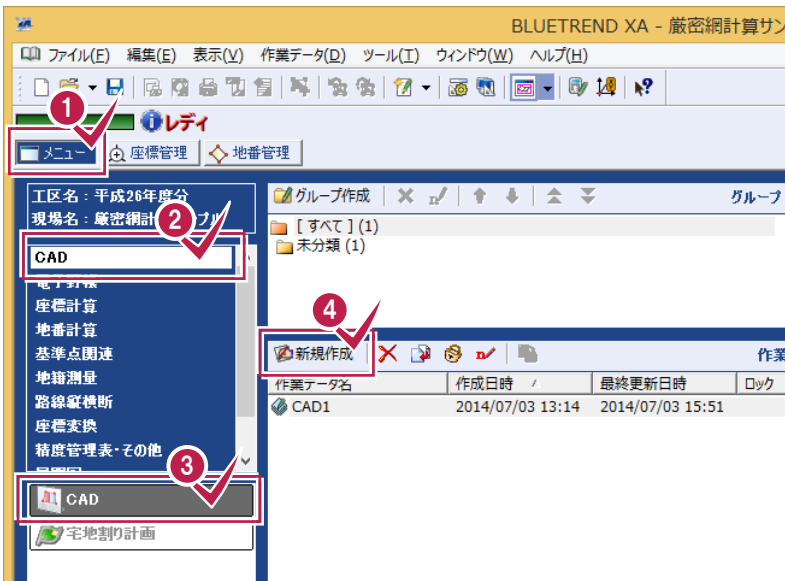 BLUETREND XA - 厳密網計算サン
ファイル(F) 編集(E) 表示(V) 作業データ(D) ツール(T) ウィンドウ(W) ヘルプ(H)
1
レディ
メニュー 座標管理 地番管理
工区名：平成26年度分
現場名：厳密網計 プル
2
CAD
座標計算
地番計算
基準点関連
地籍測量
路線縦横断
座標変換
精度管理表・その他
3
CAD
宅地割り計画
グループ作成 グループ
[ すべて ] (1)
未分類 (1)
4
新規作成 作業
作業データ名 作成日時 最終更新日時 ロック
CAD1 2014/07/03 13:14 2014/07/03 15:51